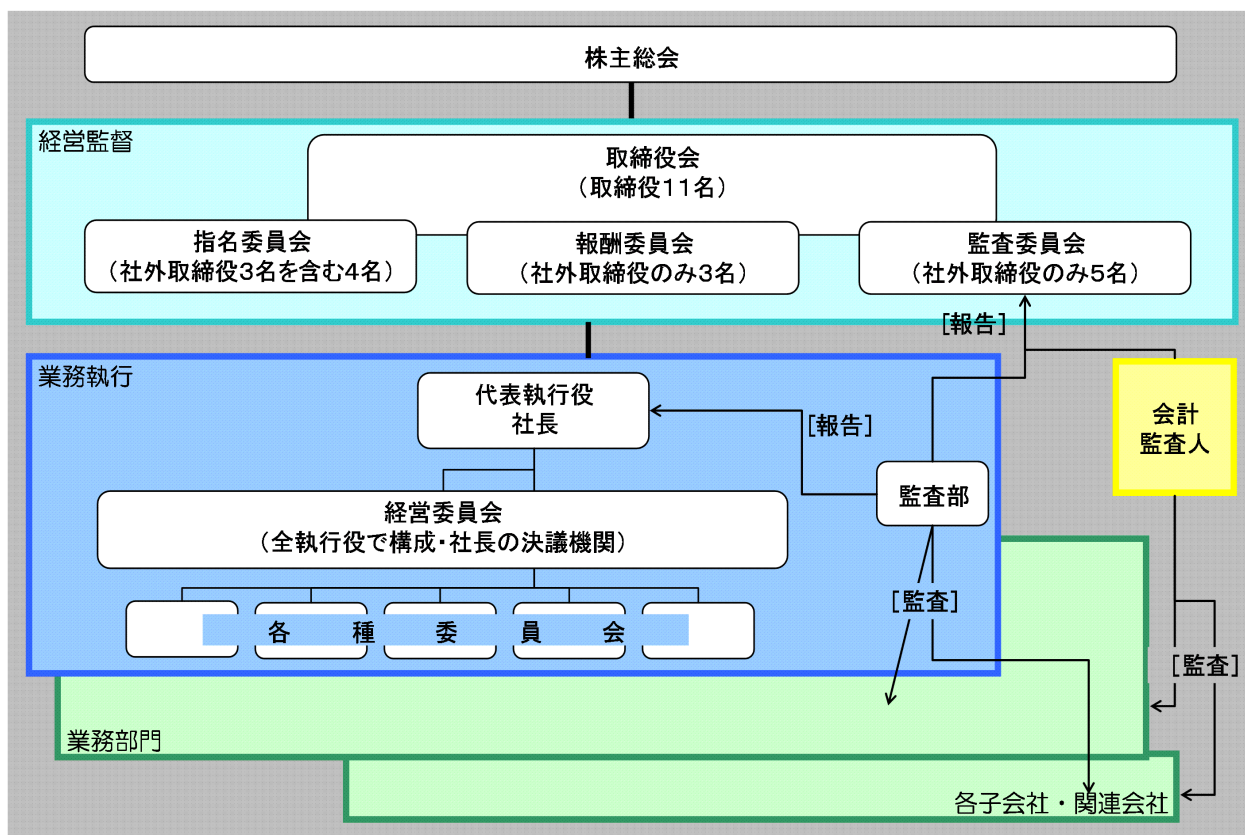 株主総会
経営監督
取締役会
（取締役11名）
指名委員会
（社外取締役3名を含む4名）
報酬委員会
（社外取締役のみ3名）
監査委員会
（社外取締役のみ5名）
[報告]
業務執行
代表執行役
社長
[報告]
会計
監査人
監査部
経営委員会
（全執行役で構成・社長の決議機関）
[監査]
各種委員会
[監査]
業務部門
各子会社・関連会社